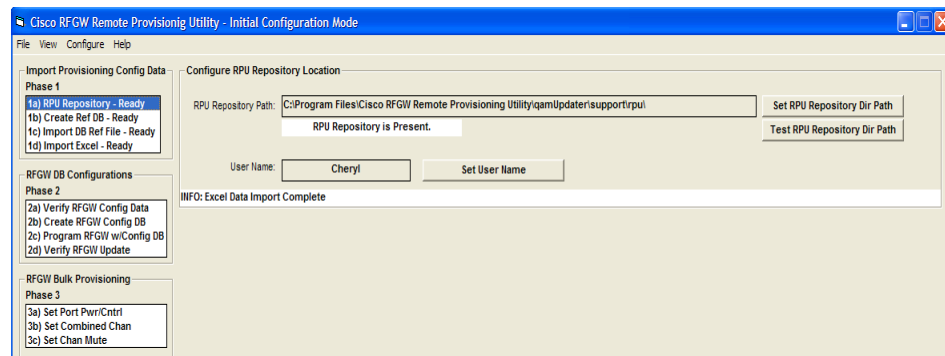 Cisco RFGW Remote Provisionig Utility - Initial Configuration Mode
File View Configure Help
Import Provisioning Config Data
Phase 1
1a) RPU Repository - Ready
1b) Create Ref DB - Ready
1c) Import DB Ref File - Ready
1d) Import Excel - Ready
RFGW DB Configurations
Phase 2
2a) Verify RFGW Config Data
2b) Create RFGW Config DB
2c) Program RFGW w/Config DB
2d) Verify RFGW Update
RFGW Bulk Provisioning
Phase 3
3a) Set Port Pwr/Cntrl
3b) Set Combined Chan
3c) Set Chan Mute
Configure RPU Repository Location
RPU Repository Path: C:\Program Files\Cisco RFGW Remote Provisioning Utility\qamUpdater\support\rpu\ Set RPU Repository Dir Path
RPU Repository is Present. Test RPU Repository Dir Path
User Name: Cheryl Set User Name
INFO: Excel Data Import Complete